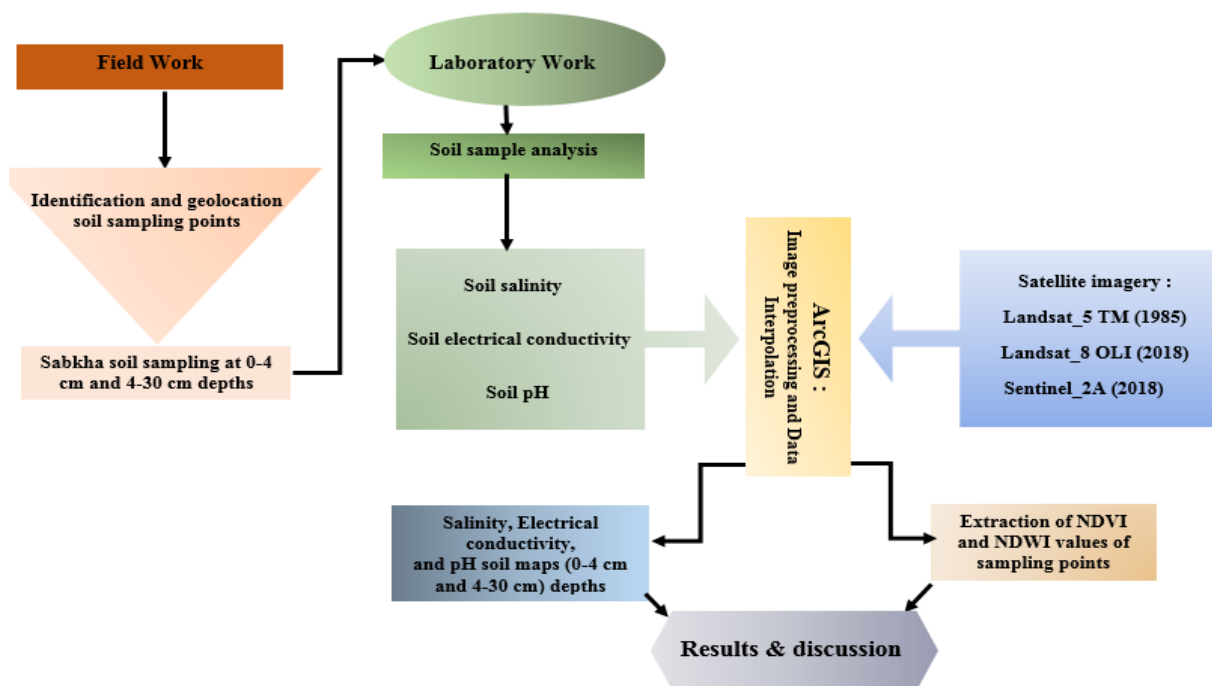 Field Work
Identification and geolocation
soil sampling points
Sabkha soil sampling at 0-4
cm and 4-30 cm depths
Laboratory Work
Soil sample analysis
Soil salinity
Soil electrical conductivity
Soil pH
ArcGIS :
Image preprocessing and Data
Interpolation
Satellite imagery :
Landsat_5 TM (1985)
Landsat_8 OLI (2018)
Sentinel_2A (2018)
Salinity, Electrical
conductivity,
and pH soil maps (0-4 cm
and 4-30 cm) depths
Extraction of NDVI
and NDWI values of
sampling points
Results & discussion